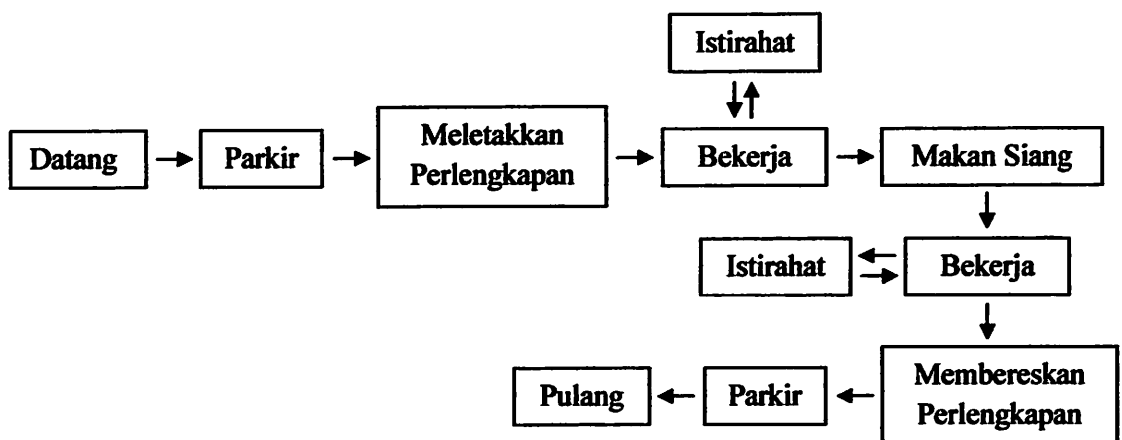 Istirahat
Datang
Parkir
Meletakkan
Perlengkapan
Bekerja
Makan Siang
Istirahat
Bekerja
Pulang
Parkir
Membereskan
Perlengkapan